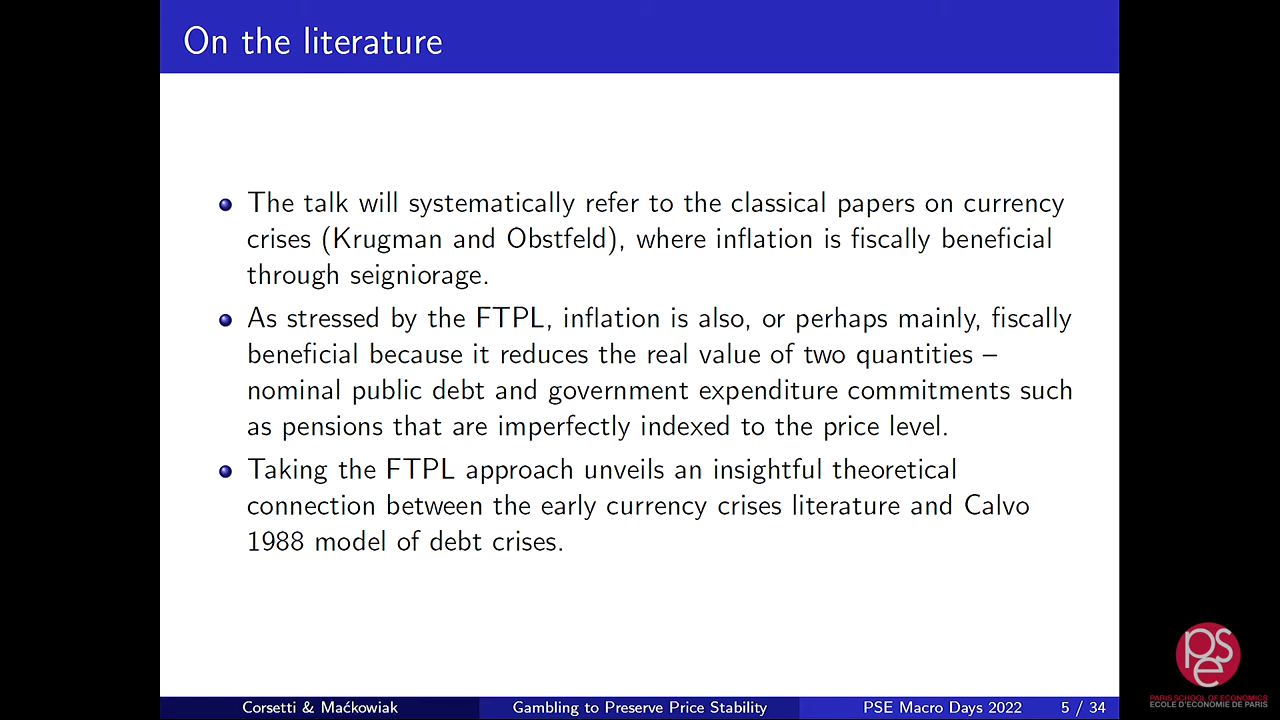 On the literature
The talk will systematically refer to the classical papers on currency
crises (Krugman and Obstfeld), where inflation is fiscally beneficial
through seigniorage.
As stressed by the FTPL, inflation is also, or perhaps mainly, fiscally
beneficial because it reduces the real value of two quantities –
nominal public debt and government expenditure commitments such
as pensions that are imperfectly indexed to the price level.
Taking the FTPL approach unveils an insightful theoretical
connection between the early currency crises literature and Calvo
1988 model of debt crises.
pse
PARIS SCHOOL OF ECONOMICS
ECOLE D'ECONOMIE DE PARIS
Corsetti & Maćkowiak
Gambling to Preserve Price Stability
PSE Macro Days 2022
5 / 34